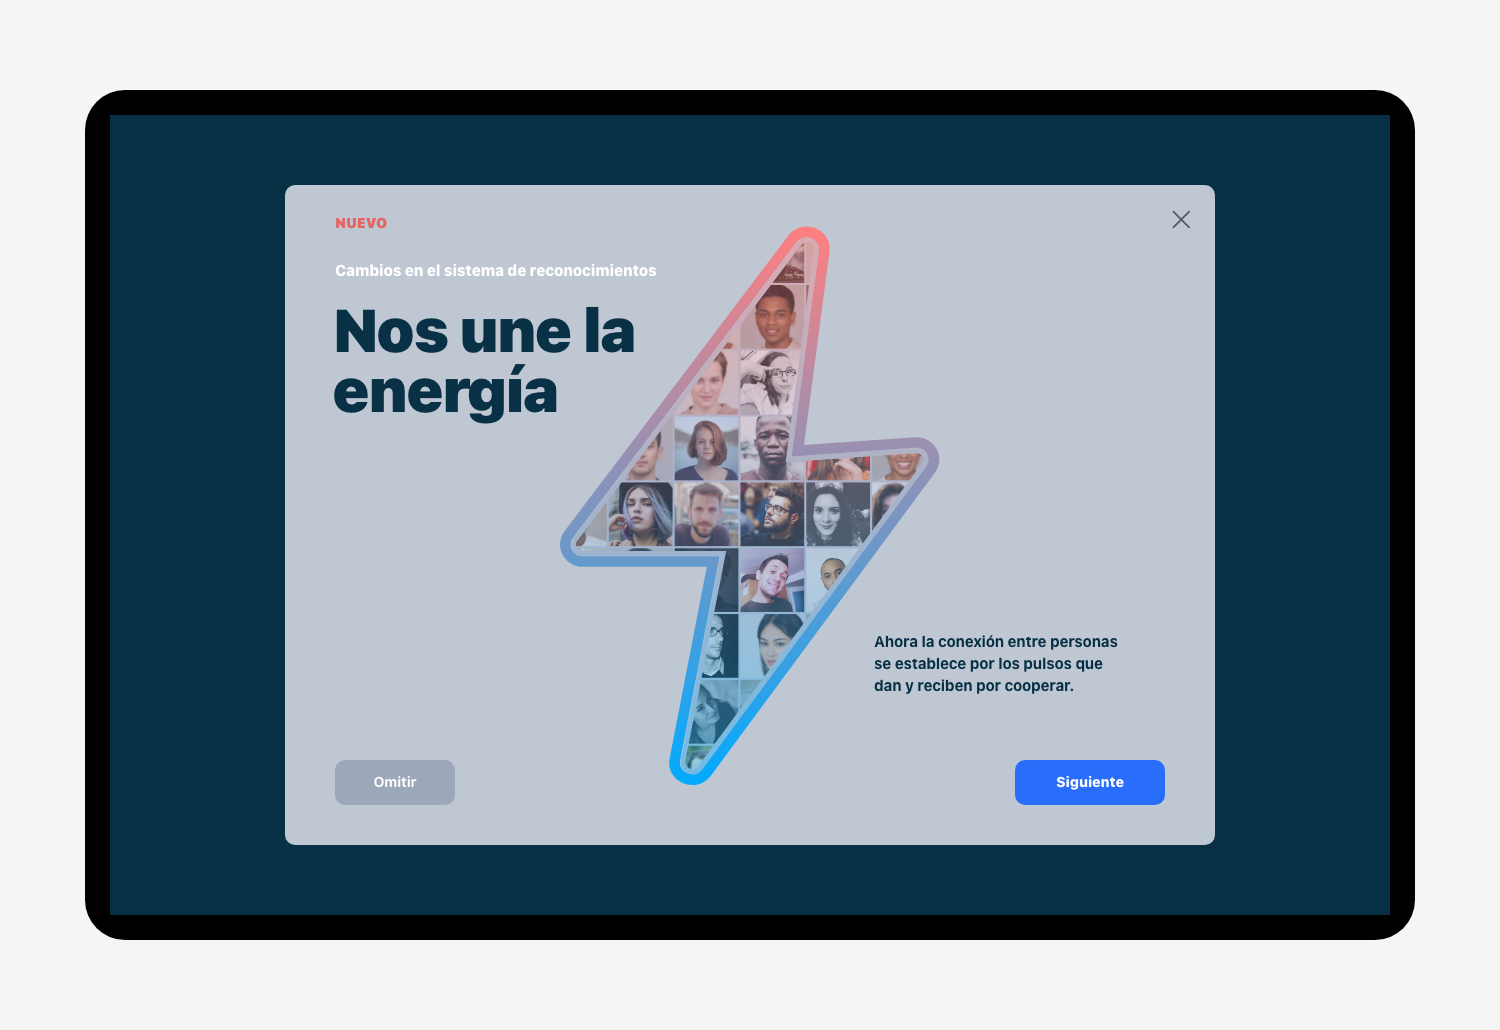 NUEVO
Cambios en el sistema de reconocimientos
Nos une la
energía
Ahora la conexión entre personas
se establece por los pulsos que
dan y reciben por cooperar.
Omitir
Siguiente